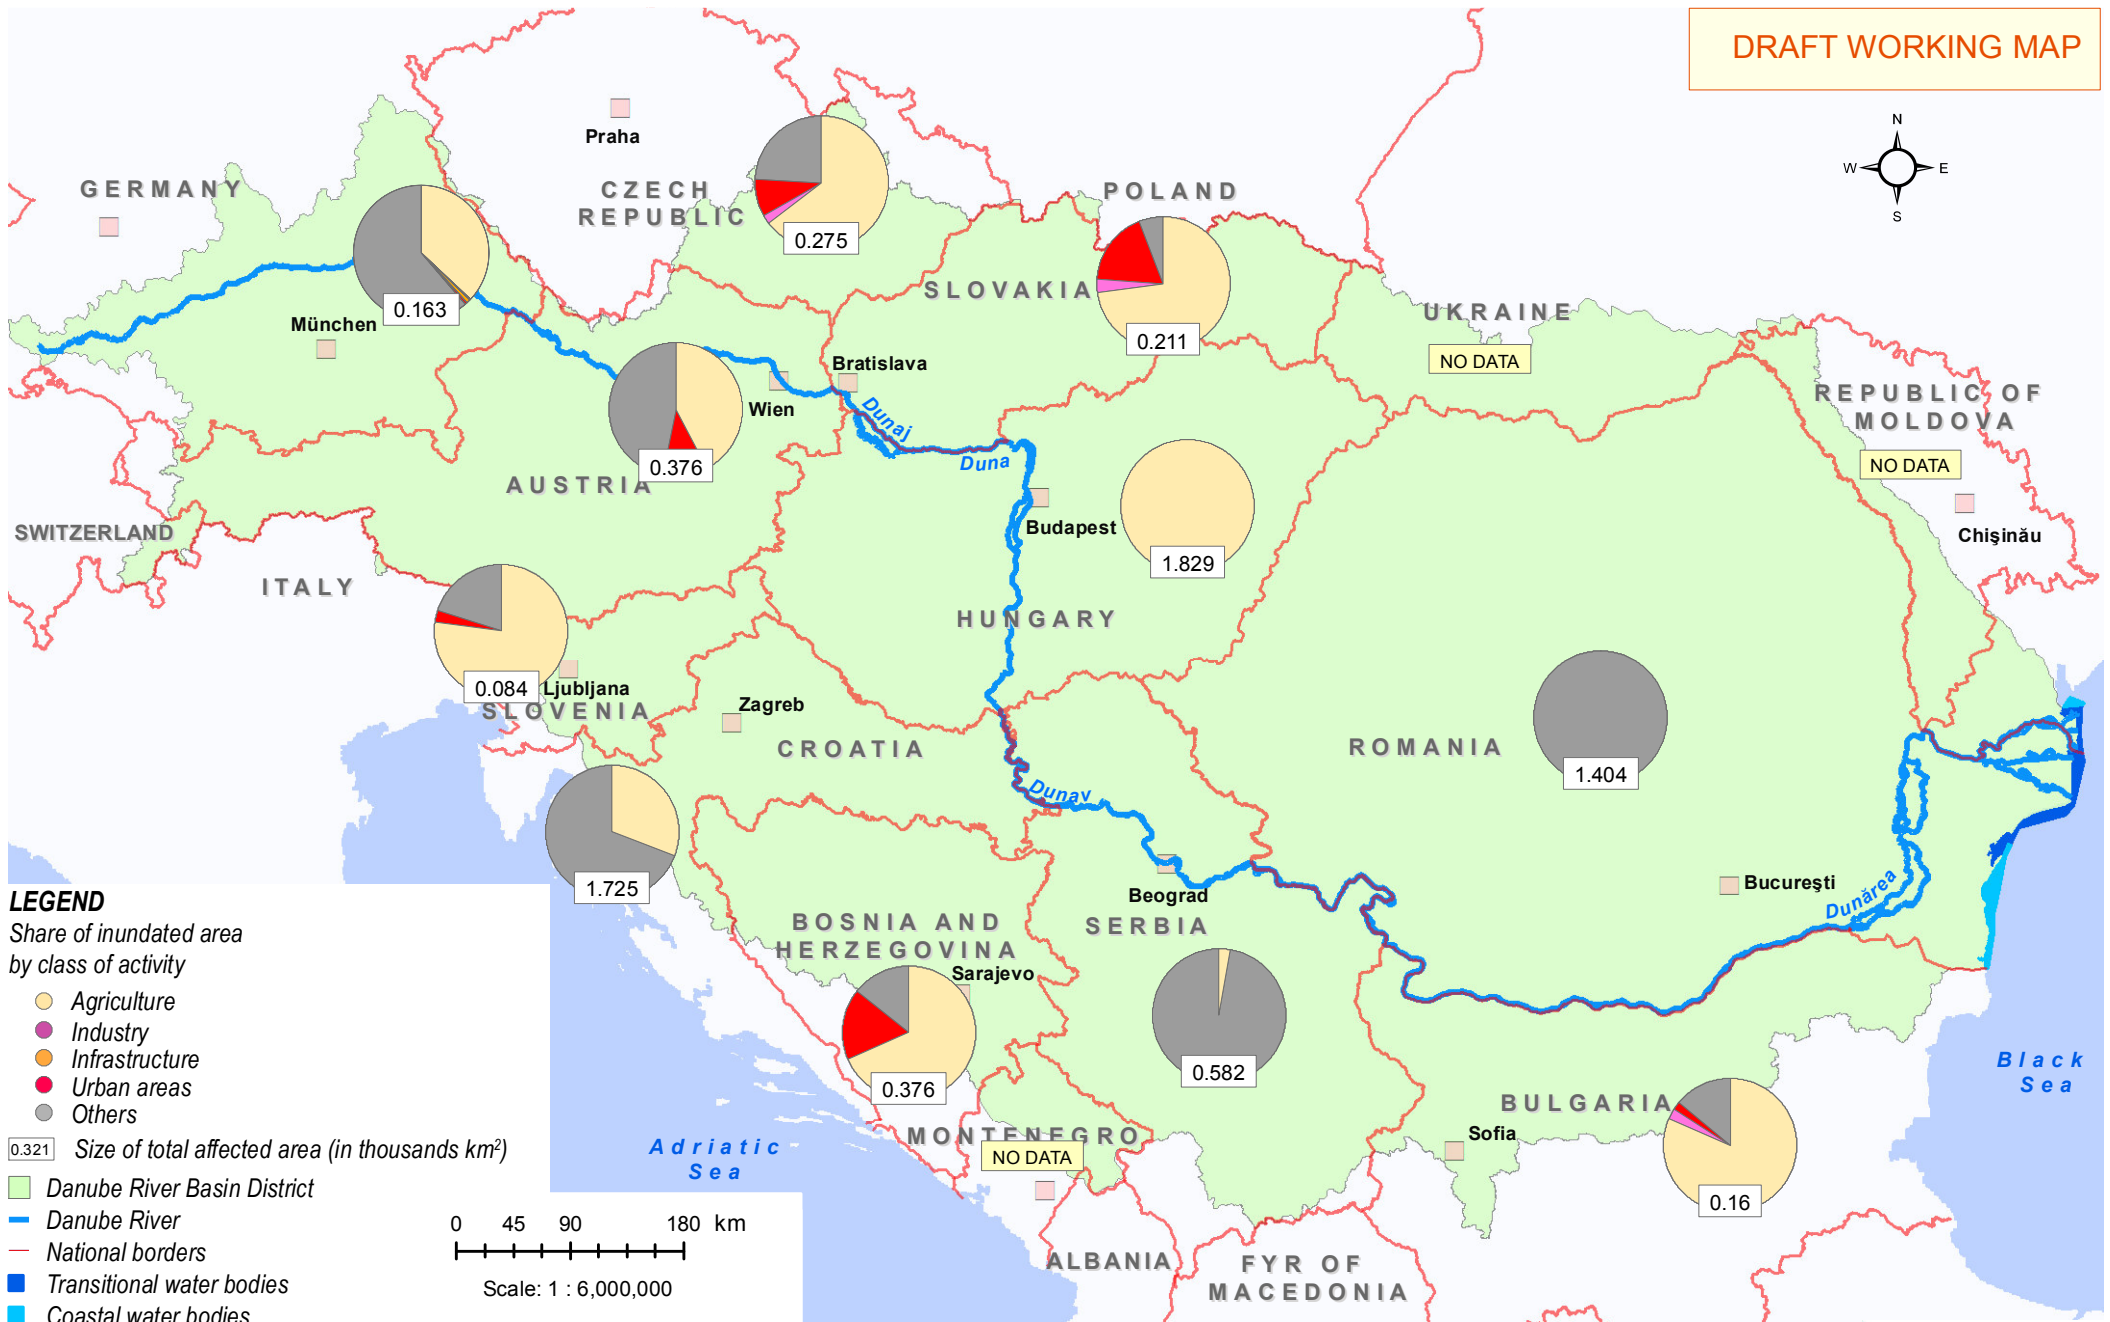 DRAFT WORKING MAP
N
W
E
S
Praha
GERMANY
CZECH
REPUBLIC
POLAND
0.275
SLOVAKIA
0.163
München
UKRAINE
0.211
NO DATA
Bratislava
Wien
REPUBLIC OF
MOLDOVA
Dunaj
Duna
0.376
NO DATA
AUSTRIA
Budapest
SWITZERLAND
Chişinău
1.829
ITALY
HUNGARY
0.084
Ljubljana
SLOVENIA
Zagreb
CROATIA
ROMANIA
1.404
Dunav
1.725
Beograd
Bucureşti
Dunărea
BOSNIA AND
HERZEGOVINA
SERBIA
Sarajevo
0.376
0.582
Black
Sea
BULGARIA
Sofia
MONTENEGRO
NO DATA
Adriatic
Sea
0.16
ALBANIA
FYR OF
MACEDONIA
LEGEND
Share of inundated area
by class of activity
Agriculture
Industry
Infrastructure
Urban areas
Others
0.321 Size of total affected area (in thousands km²)
Danube River Basin District
Danube River
National borders
Transitional water bodies
Coastal water bodies
0 45 90 180 km
Scale: 1 : 6,000,000